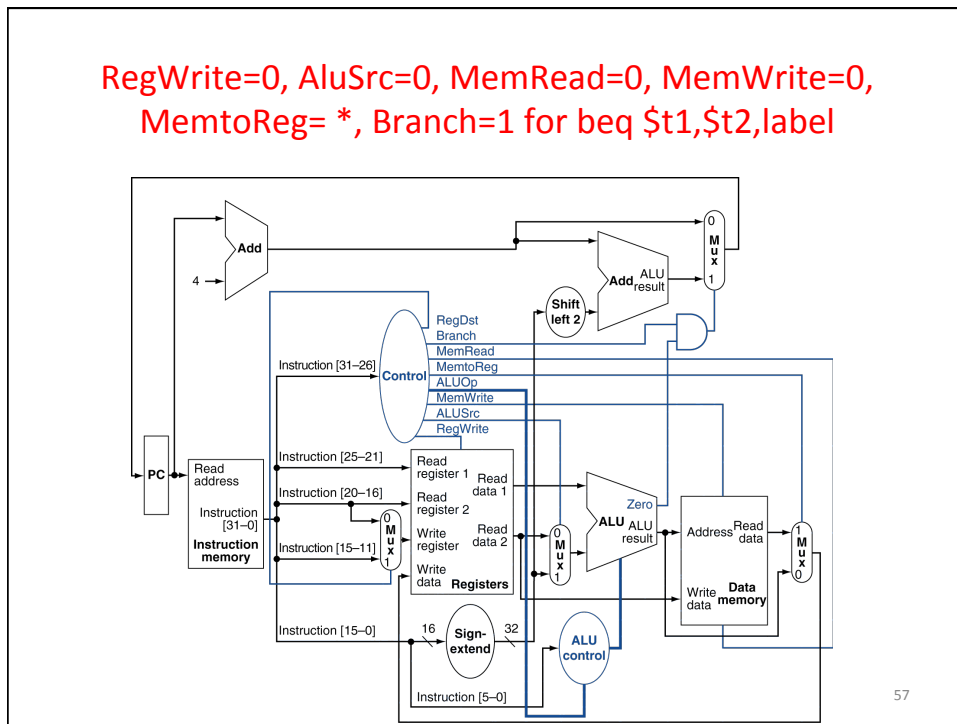 RegWrite=0, AluSrc=0, MemRead=0, MemWrite=0,
MemtoReg= *, Branch=1 for beq $t1,$t2,label
Add
4
0
M
u
x
1
Add
ALU
result
Shift
left 2
RegDst
Branch
MemRead
MemtoReg
ALUOp
MemWrite
ALUSrc
RegWrite
Control
Instruction [31–26]
Instruction [25–21]
Instruction [20–16]
Instruction [15–11]
Instruction [15–0]
Instruction [5–0]
PC
Read
address
Instruction
[31–0]
Instruction
memory
0
M
u
x
1
Read
register 1
Read
register 2
Write
register
Write
data
Read
data 1
Read
data 2
Registers
16
Sign-
extend
32
0
M
u
x
1
Zero
ALU
ALU
result
ALU
control
Address
Read
data
Write
data
Data
memory
1
M
u
x
0
57